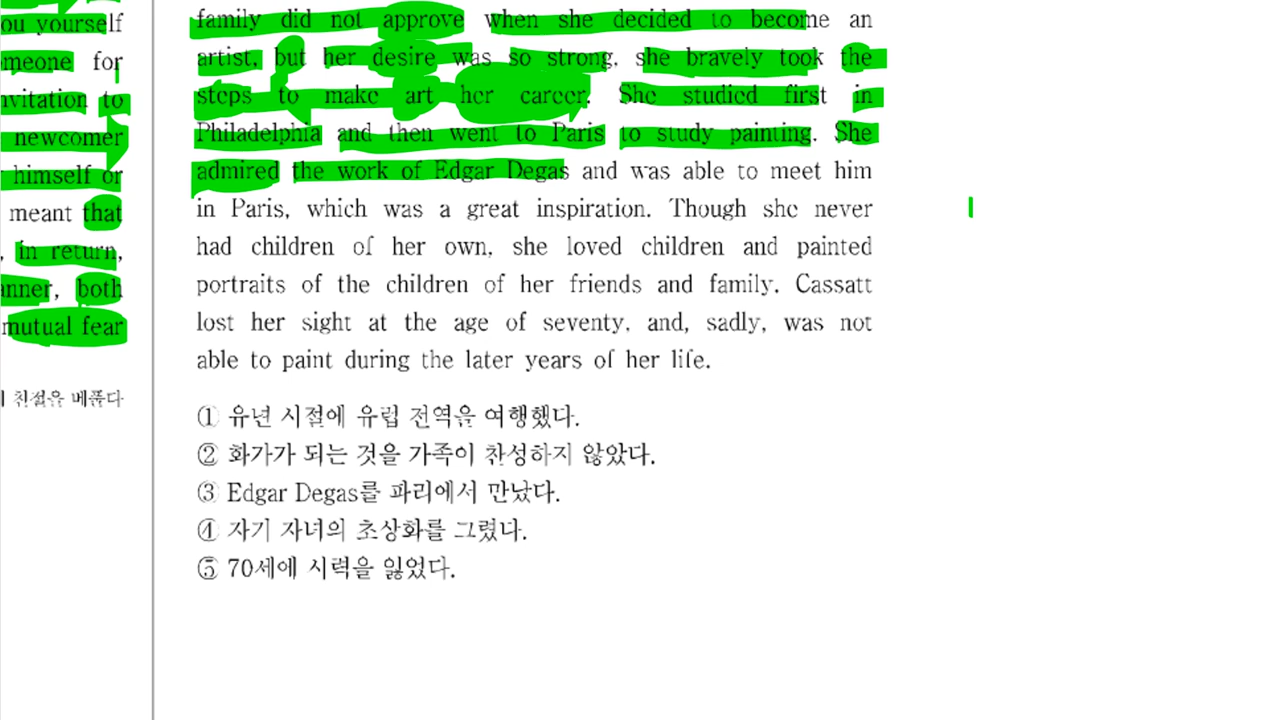 ou yourself
meone for
nvitation to
newcomer
himself or
meant that
, in return,
anner, both
mutual fear
친절을 베풀다
family did not approve when she decided to become an
artist, but her desire was so strong, she bravely took the
steps to make art her career. She studied first in
Philadelphia and then went to Paris to study painting. She
admired the work of Edgar Degas and was able to meet him
in Paris, which was a great inspiration. Though she never
had children of her own, she loved children and painted
portraits of the children of her friends and family. Cassatt
lost her sight at the age of seventy, and, sadly, was not
able to paint during the later years of her life.
① 유년 시절에 유럽 전역을 여행했다.
② 화가가 되는 것을 가족이 찬성하지 않았다.
③ Edgar Degas를 파리에서 만났다.
④ 자기 자녀의 초상화를 그렸다.
⑤ 70세에 시력을 잃었다.